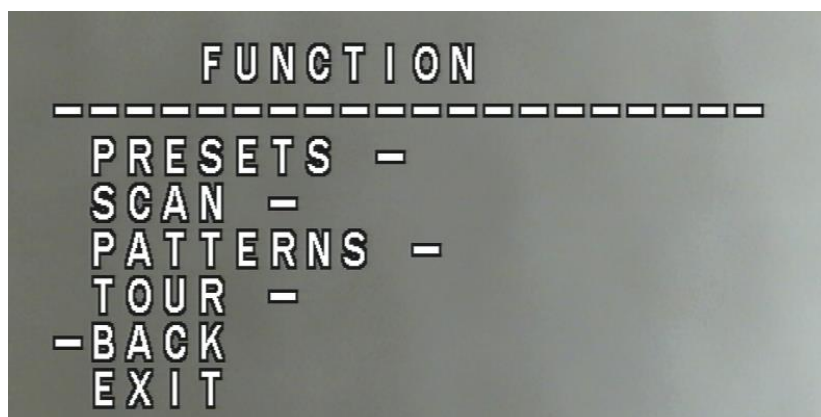 FUNCTION
--------------------
PRESETS -
SCAN -
PATTERNS -
TOUR -
-BACK
EXIT